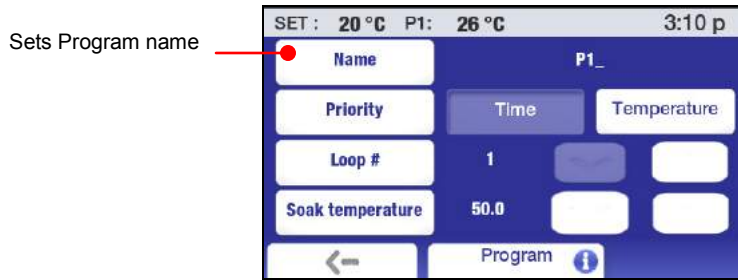 SET : 20 °C P1: 26 °C 3:10 p
Sets Program name
Name P1_
Priority Time Temperature
Loop # 1
Soak temperature 50.0
Program i